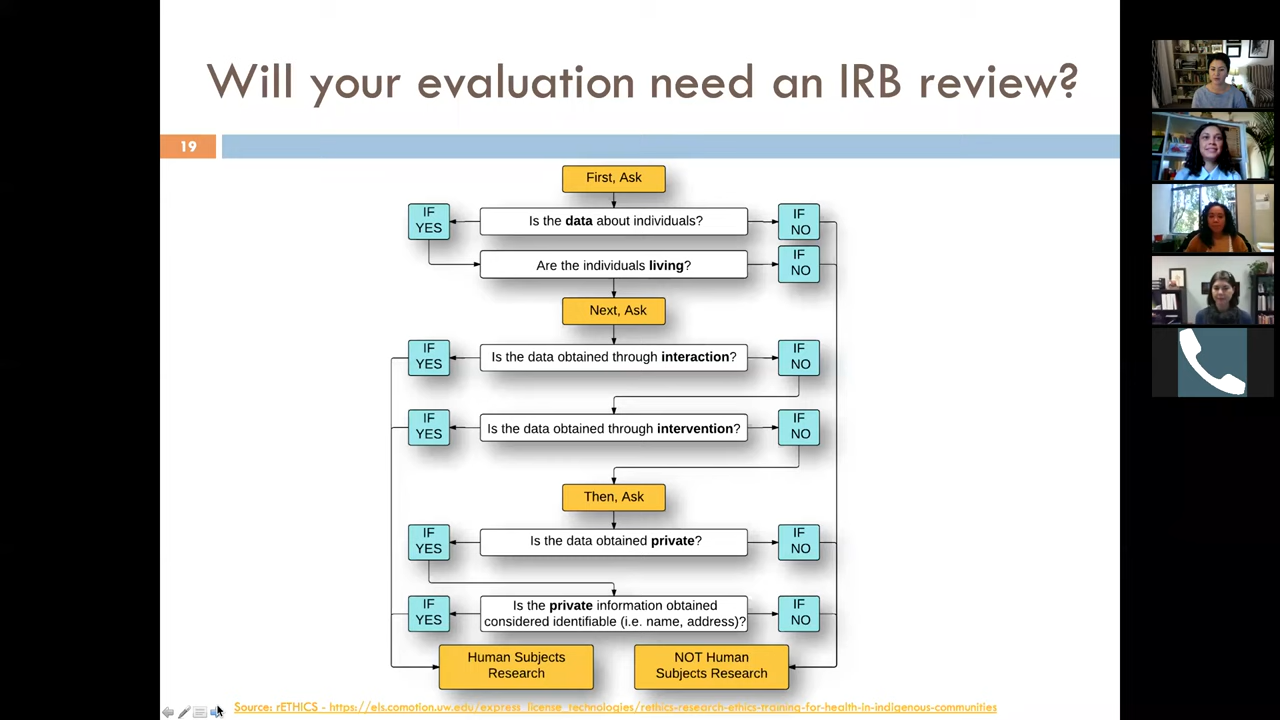 Will your evaluation need an IRB review?
19
First, Ask
IF
YES
Is the data about individuals?
IF
NO
Are the individuals living?
IF
NO
Next, Ask
IF
YES
Is the data obtained through interaction?
IF
NO
IF
YES
Is the data obtained through intervention?
IF
NO
Then, Ask
IF
YES
Is the data obtained private?
IF
NO
IF
YES
Is the private information obtained
considered identifiable (i.e. name, address)?
IF
NO
Human Subjects
Research
NOT Human
Subjects Research
Source: rETHICS - https://els.comotion.uw.edu/express_license_technologies/rethics-research-ethics-training-for-health-in-indigenous-communities